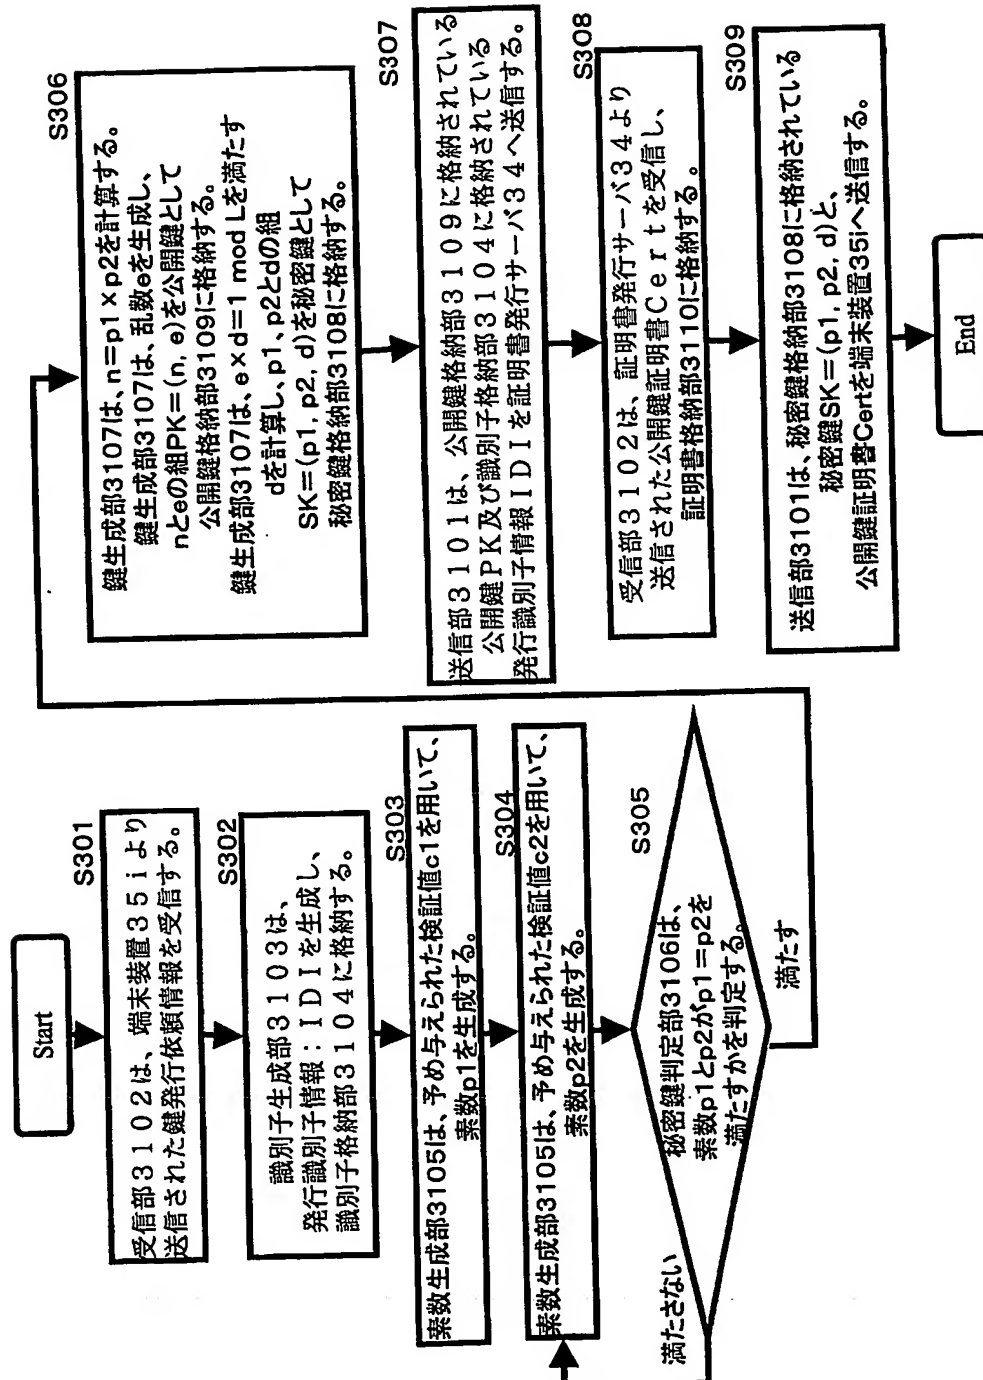 Start
S301
受信部3102は、端末装置35iより
送信された鍵発行依頼情報を受信する。
S302
識別子生成部3103は、
発行識別子情報:IDIを生成し、
識別子格納部3104に格納する。
S303
素数生成部3105は、予め与えられた検証値c1を用いて、
素数p1を生成する。
S304
素数生成部3105は、予め与えられた検証値c2を用いて、
素数p2を生成する。
S305
秘密鍵判定部3106は、
素数p1とp2がp1=p2を
満たすかを判定する。
満たさない
満たす
S306
鍵生成部3107は、n=p1×p2を計算する。
鍵生成部3107は、乱数eを生成し、
nとeの組PK=(n, e)を公開鍵として
公開鍵格納部3109に格納する。
鍵生成部3107は、e×d=1 mod Lを満たす
dを計算し、p1, p2とdの組
SK=(p1, p2, d)を秘密鍵として
秘密鍵格納部3108に格納する。
S307
送信部3101は、公開鍵格納部3109に格納されている
公開鍵PK及び識別子格納部3104に格納されている
発行識別子情報IDIを証明書発行サーバ34へ送信する。
S308
受信部3102は、証明書発行サーバ34より
送信された公開鍵証明書Certを受信し、
証明書格納部3110に格納する。
S309
送信部3101は、秘密鍵格納部3108に格納されている
秘密鍵SK=(p1, p2, d)と、
公開鍵証明書Certを端末装置35iへ送信する。
End